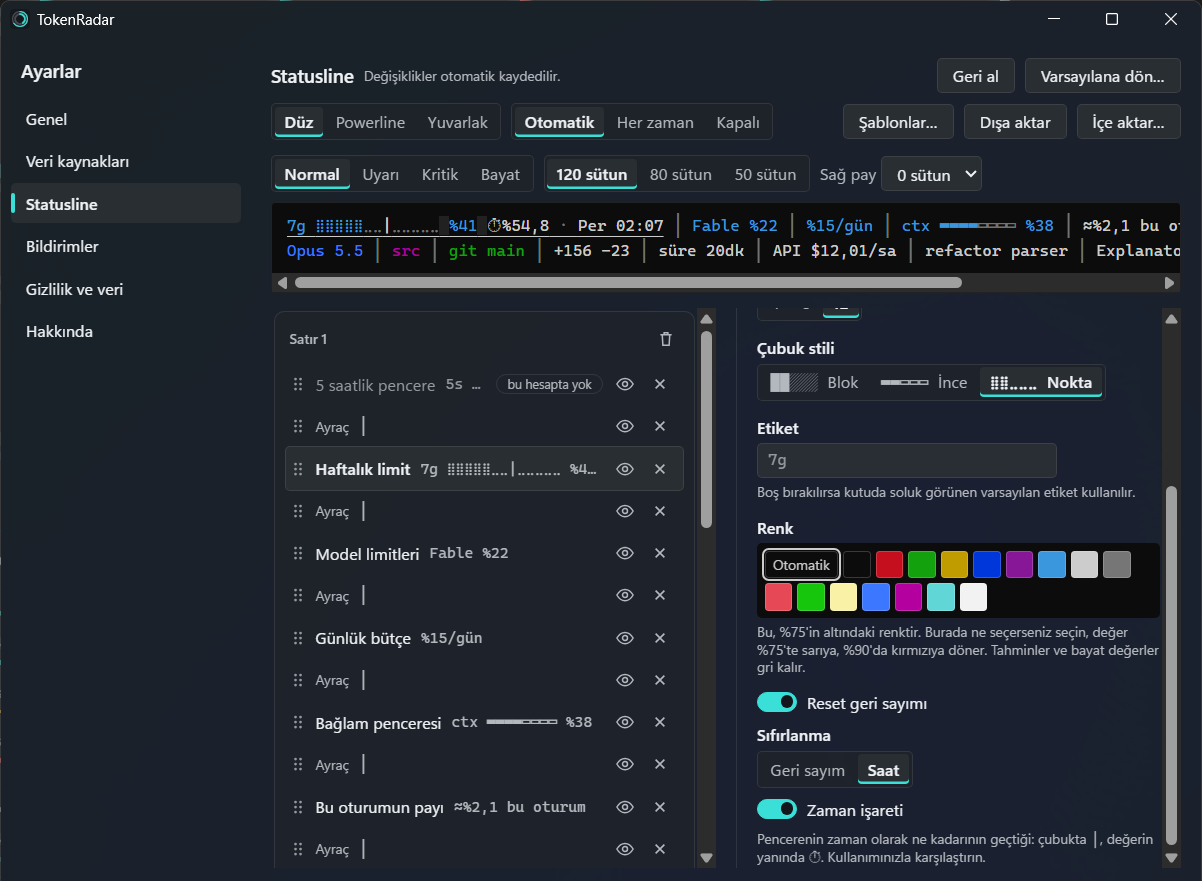 TokenRadar
Ayarlar
Genel
Veri kaynakları
Statusline
Bildirimler
Gizlilik ve veri
Hakkında
Statusline Değişiklikler otomatik kaydedilir.
Geri al Varsayılana dön...
Düz Powerline Yuvarlak Otomatik Her zaman Kapalı
Şablonlar... Dışa aktar İçe aktar...
Normal Uyarı Kritik Bayat 120 sütun 80 sütun 50 sütun Sağ pay 0 sütun
7g ⣿⣿⣿⣿⣿⣀⣀|⣀⣀⣀⣀⣀ %41 ⏱%54,8 · Per 02:07 │ Fable %22 │ %15/gün │ ctx ▬▬▬▬▭▭▭▭ %38 │ ≈%2,1 bu
Opus 5.5 │ src │ git main │ +156 −23 │ süre 20dk │ API $12,01/sa │ refactor parser │ Explanato
Satır 1
5 saatlik pencere 5s … bu hesapta yok
Ayraç │
Haftalık limit 7g ⣿⣿⣿⣿⣿⣀⣀|⣀⣀⣀⣀⣀ %4…
Ayraç │
Model limitleri Fable %22
Ayraç │
Günlük bütçe %15/gün
Ayraç │
Bağlam penceresi ctx ▬▬▬▬▭▭▭▭ %38
Ayraç │
Bu oturumun payı ≈%2,1 bu oturum
Ayraç │
Çubuk stili
██▒▒▒ Blok ▬▬▭▭▭ İnce ⣿⣿⣀⣀⣀ Nokta
Etiket
7g
Boş bırakılırsa kutuda soluk görünen varsayılan etiket kullanılır.
Renk
Otomatik
Bu, %75'in altındaki renktir. Burada ne seçerseniz seçin, değer
%75'te sarıya, %90'da kırmızıya döner. Tahminler ve bayat değerler
gri kalır.
Reset geri sayımı
Sıfırlanma
Geri sayım Saat
Zaman işareti
Pencerenin zaman olarak ne kadarının geçtiği: çubukta │, değerin
yanında ⏱. Kullanımınızla karşılaştırın.